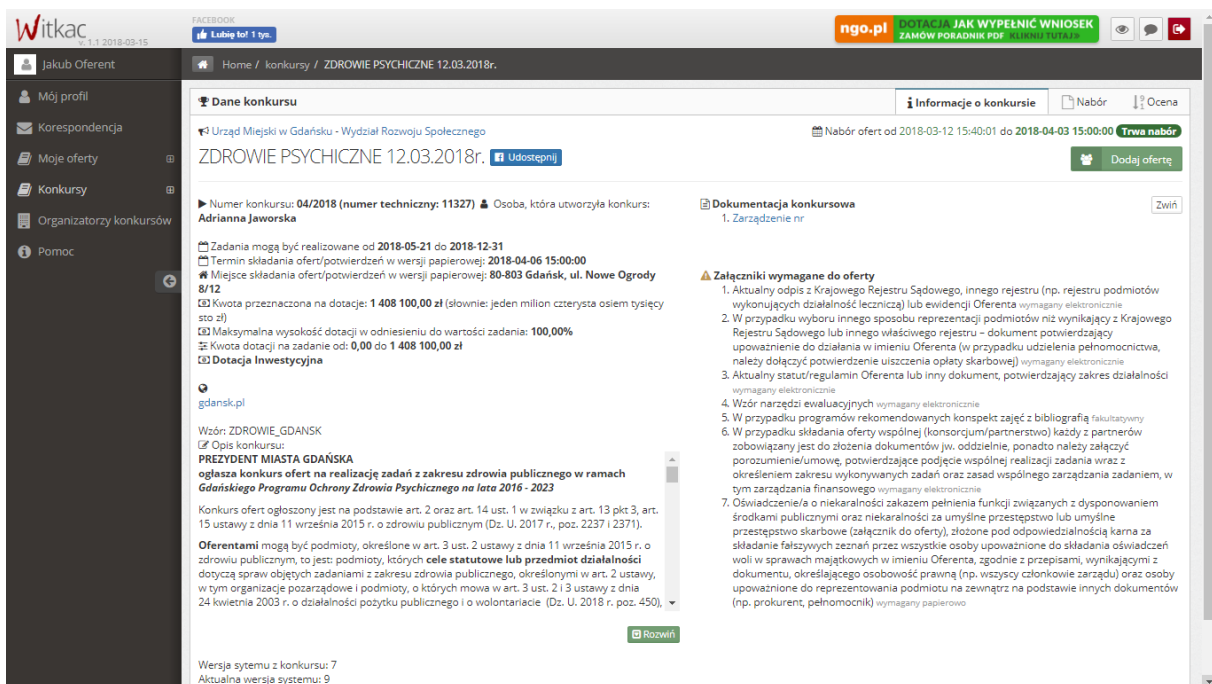 Witkac
v. 1.1 2018-03-15
FACEBOOK
Lubię to! 1 tys.
ngo.pl
DOTACJA JAK WYPEŁNIĆ WNIOSEK
ZAMÓW PORADNIK PDF KLIKNIJ TUTAJ»
Jakub Oferent
Mój profil
Korespondencja
Moje oferty
Konkursy
Organizatorzy konkursów
Pomoc
Home / konkursy / ZDROWIE PSYCHICZNE 12.03.2018r.
Dane konkursu
Informacje o konkursie
Nabór
Ocena
Urząd Miejski w Gdańsku - Wydział Rozwoju Społecznego
Nabór ofert od 2018-03-12 15:40:01 do 2018-04-03 15:00:00 Trwa nabór
ZDROWIE PSYCHICZNE 12.03.2018r. Udostępnij
Dodaj ofertę
Numer konkursu: 04/2018 (numer techniczny: 11327) Osoba, która utworzyła konkurs:
Adrianna Jaworska
Zadania mogą być realizowane od 2018-05-21 do 2018-12-31
Termin składania ofert/potwierdzeń w wersji papierowej: 2018-04-06 15:00:00
Miejsce składania ofert/potwierdzeń w wersji papierowej: 80-803 Gdańsk, ul. Nowe Ogrody
8/12
Kwota przeznaczona na dotacje: 1 408 100,00 zł (słownie: jeden milion czterysta osiem tysięcy
sto zł)
Maksymalna wysokość dotacji w odniesieniu do wartości zadania: 100,00%
Kwota dotacji na zadanie od: 0,00 do 1 408 100,00 zł
Dotacja Inwestycyjna
gdansk.pl
Wzór: ZDROWIE_GDANSK
Opis konkursu:
PREZYDENT MIASTA GDAŃSKA
ogłasza konkurs ofert na realizację zadań z zakresu zdrowia publicznego w ramach
Gdańskiego Programu Ochrony Zdrowia Psychicznego na lata 2016 - 2023
Konkurs ofert ogłoszony jest na podstawie art. 2 oraz art. 14 ust. 1 w związku z art. 13 pkt 3, art.
15 ustawy z dnia 11 września 2015 r. o zdrowiu publicznym (Dz. U. 2017 r., poz. 2237 i 2371).
Oferentami mogą być podmioty, określone w art. 3 ust. 2 ustawy z dnia 11 września 2015 r. o
zdrowiu publicznym, to jest: podmioty, których cele statutowe lub przedmiot działalności
dotyczą spraw objętych zadaniami z zakresu zdrowia publicznego, określonymi w art. 2 ustawy,
w tym organizacje pozarządowe i podmioty, o których mowa w art. 3 ust. 2 i 3 ustawy z dnia
24 kwietnia 2003 r. o działalności pożytku publicznego i o wolontariacie (Dz. U. 2018 r. poz. 450),
Rozwiń
Wersja sytemu z konkursu: 7
Aktualna wersja systemu: 9
Dokumentacja konkursowa
Zwiń
1. Zarządzenie nr
Załączniki wymagane do oferty
1. Aktualny odpis z Krajowego Rejestru Sądowego, innego rejestru (np. rejestru podmiotów
wykonujących działalność leczniczą) lub ewidencji Oferenta wymagany elektronicznie
2. W przypadku wyboru innego sposobu reprezentacji podmiotów niż wynikający z Krajowego
Rejestru Sądowego lub innego właściwego rejestru – dokument potwierdzający
upoważnienie do działania w imieniu Oferenta (w przypadku udzielenia pełnomocnictwa,
należy dołączyć potwierdzenie uiszczenia opłaty skarbowej) wymagany elektronicznie
3. Aktualny statut/regulamin Oferenta lub inny dokument, potwierdzający zakres działalności
wymagany elektronicznie
4. Wzór narzędzi ewaluacyjnych wymagany elektronicznie
5. W przypadku programów rekomendowanych konspekt zajęć z bibliografią fakultatywny
6. W przypadku składania oferty wspólnej (konsorcjum/partnerstwo) każdy z partnerów
zobowiązany jest do złożenia dokumentów jw. oddzielnie, ponadto należy załączyć
porozumienie/umowę, potwierdzające podjęcie wspólnej realizacji zadania wraz z
określeniem zakresu wykonywanych zadań oraz zasad wspólnego zarządzania zadaniem, w
tym zarządzania finansowego wymagany elektronicznie
7. Oświadczenie/a o niekaralności zakazem pełnienia funkcji związanych z dysponowaniem
środkami publicznymi oraz niekaralności za umyślne przestępstwo lub umyślne
przestępstwo skarbowe (załącznik do oferty), złożone pod odpowiedzialnością karna za
składanie fałszywych zeznań przez wszystkie osoby upoważnione do składania oświadczeń
woli w sprawach majątkowych w imieniu Oferenta, zgodnie z przepisami, wynikającymi z
dokumentu, określającego osobowość prawną (np. wszyscy członkowie zarządu) oraz osoby
upoważnione do reprezentowania podmiotu na zewnątrz na podstawie innych dokumentów
(np. prokurent, pełnomocnik) wymagany papierowo